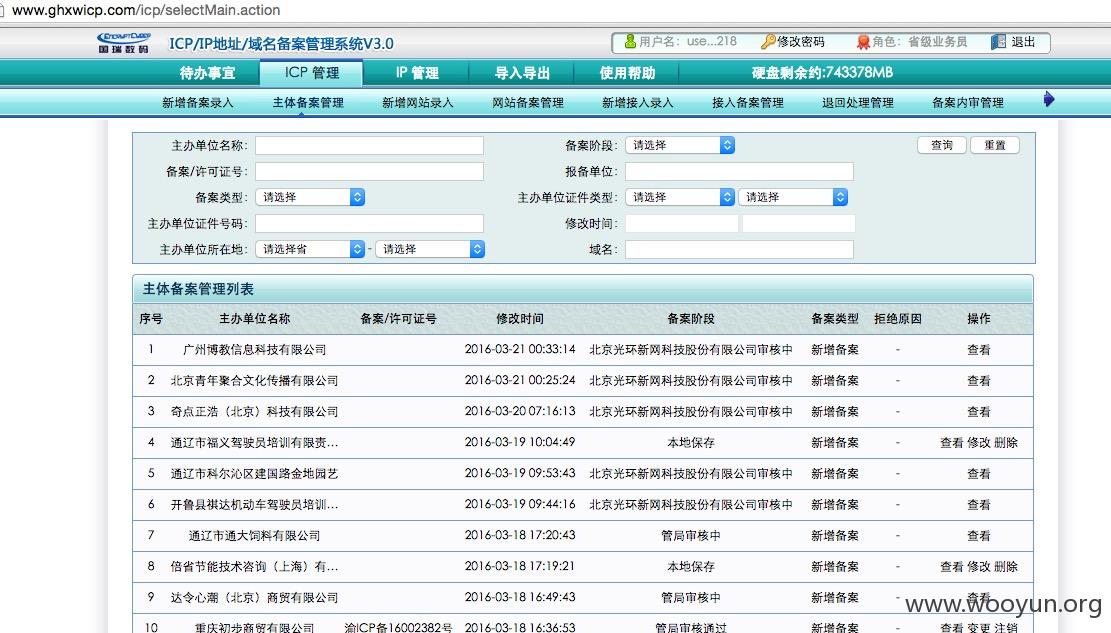 www.ghxwicp.com/icp/selectMain.action
国瑞数码 ICP/IP地址/域名备案管理系统V3.0 用户名: use...218 修改密码 角色: 省级业务员 退出
待办事宜 ICP 管理 IP 管理 导入导出 使用帮助 硬盘剩余约:743378MB
新增备案录入 主体备案管理 新增网站录入 网站备案管理 新增接入录入 接入备案管理 退回处理管理 备案内审管理
主办单位名称: 备案阶段: 请选择 查询 重置
备案/许可证号: 报备单位:
备案类型: 请选择 主办单位证件类型: 请选择 请选择
主办单位证件号码: 修改时间:
主办单位所在地: 请选择省 - 请选择 域名:
主体备案管理列表
序号 主办单位名称 备案/许可证号 修改时间 备案阶段 备案类型 拒绝原因 操作
1 广州博教信息科技有限公司 2016-03-21 00:33:14 北京光环新网科技股份有限公司审核中 新增备案 - 查看
2 北京青年聚合文化传播有限公司 2016-03-21 00:25:24 北京光环新网科技股份有限公司审核中 新增备案 - 查看
3 奇点正浩（北京）科技有限公司 2016-03-20 07:16:13 北京光环新网科技股份有限公司审核中 新增备案 - 查看
4 通辽市福义驾驶员培训有限责... 2016-03-19 10:04:49 本地保存 新增备案 - 查看 修改 删除
5 通辽市科尔沁区建国路金地园艺 2016-03-19 09:53:43 北京光环新网科技股份有限公司审核中 新增备案 - 查看
6 开鲁县祺达机动车驾驶员培训... 2016-03-19 09:44:16 北京光环新网科技股份有限公司审核中 新增备案 - 查看
7 通辽市通大饲料有限公司 2016-03-18 17:20:43 管局审核中 新增备案 - 查看
8 倍省节能技术咨询（上海）有... 2016-03-18 17:19:21 本地保存 新增备案 - 查看 修改 删除
9 达令心潮（北京）商贸有限公司 2016-03-18 16:49:43 管局审核中 新增备案 - 查看
www.wooyun.org
10 重庆初步商贸有限公司 渝ICP备16002382号 2016-03-18 16:36:53 管局审核通过 新增备案 - 查看 变更 注销